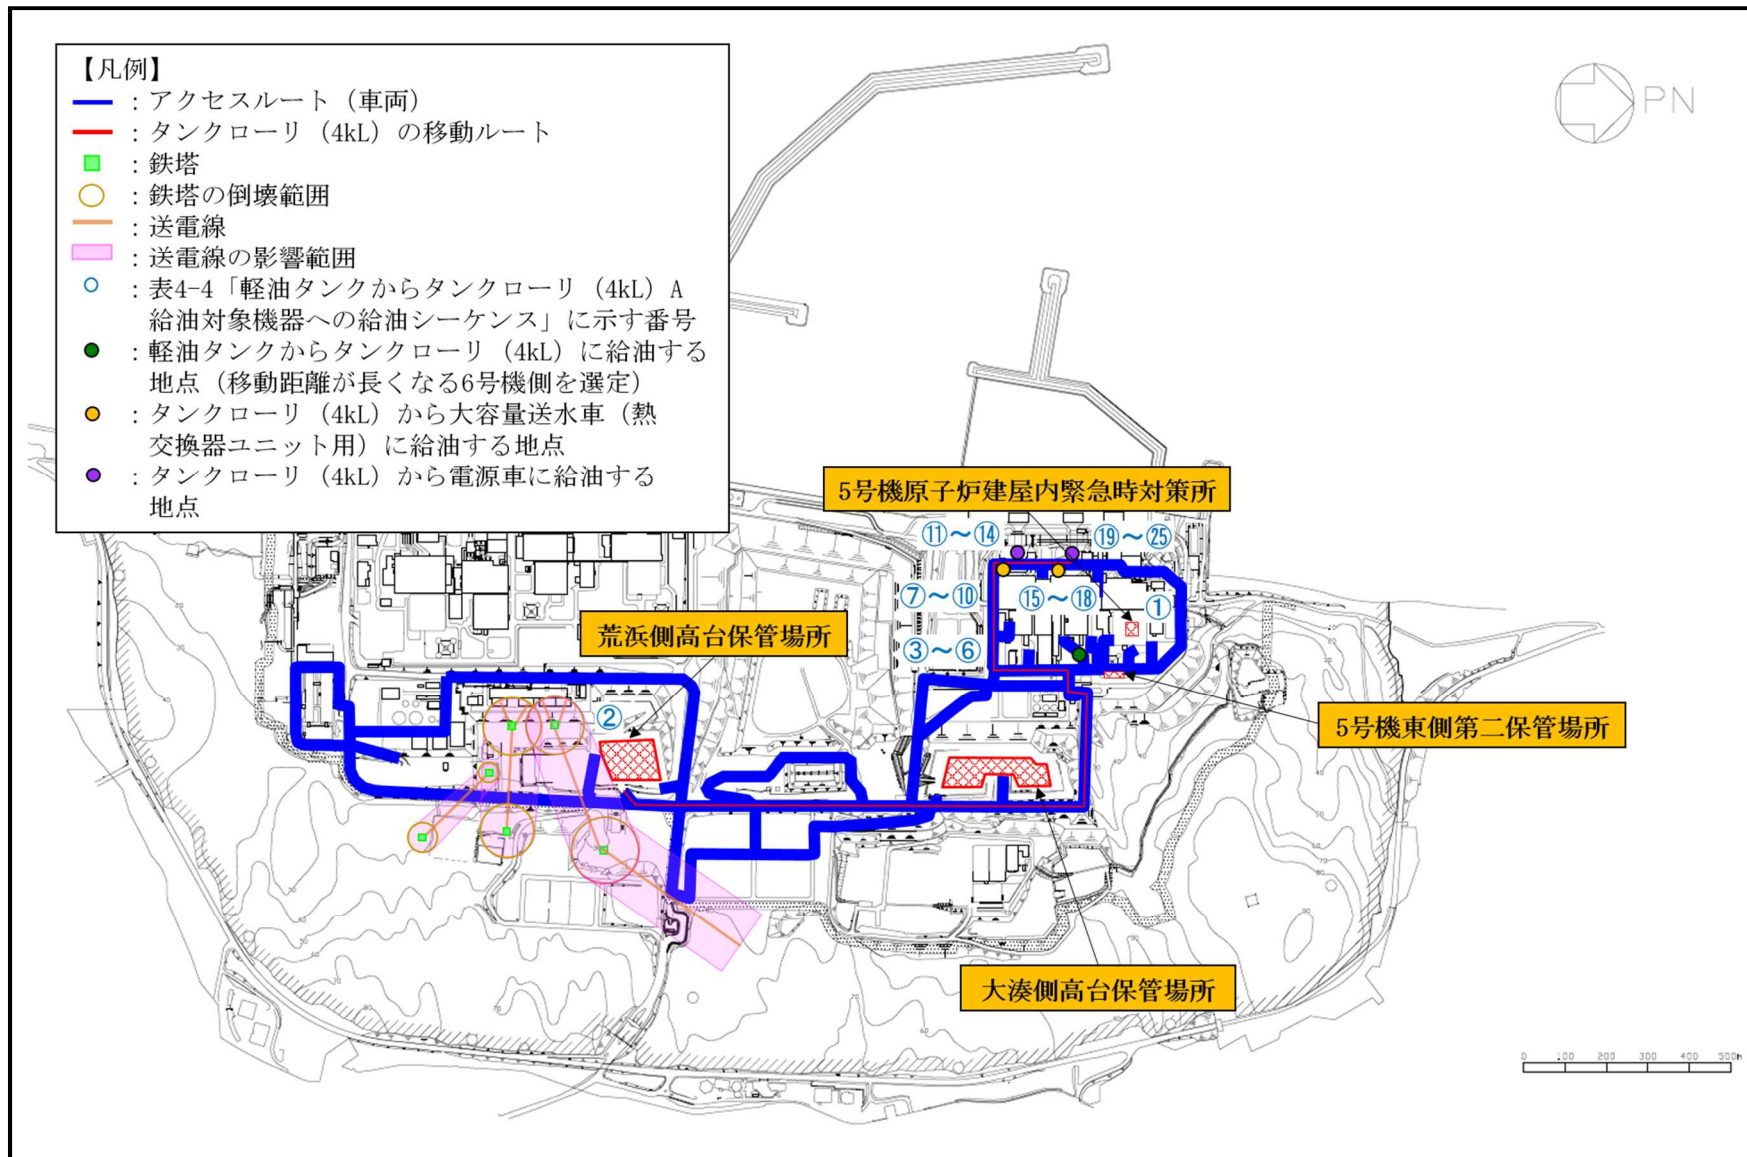 【凡例】
：アクセスルート（車両）
：タンクローリ（4kL）の移動ルート
：鉄塔
：鉄塔の倒壊範囲
：送電線
：送電線の影響範囲
：表4-4「軽油タンクからタンクローリ（4kL）A
給油対象機器への給油シーケンス」に示す番号
：軽油タンクからタンクローリ（4kL）に給油する
地点（移動距離が長くなる6号機側を選定）
：タンクローリ（4kL）から大容量送水車（熱
交換器ユニット用）に給油する地点
：タンクローリ（4kL）から電源車に給油する
地点
PN
5号機原子炉建屋内緊急時対策所
⑪～⑭
⑲～㉕
⑦～⑩
⑮～⑱
①
③～⑥
荒浜側高台保管場所
②
5号機東側第二保管場所
大湊側高台保管場所
0 100 200 300 400 500m